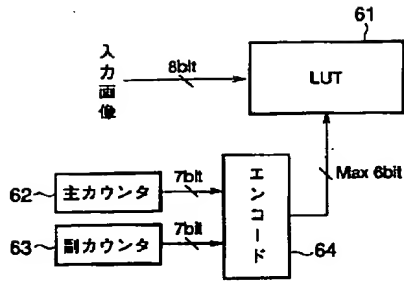 61
入力画像
8bit
LUT
Max 6bit
62
主カウンタ
7bit
エンコード
63
副カウンタ
7bit
64